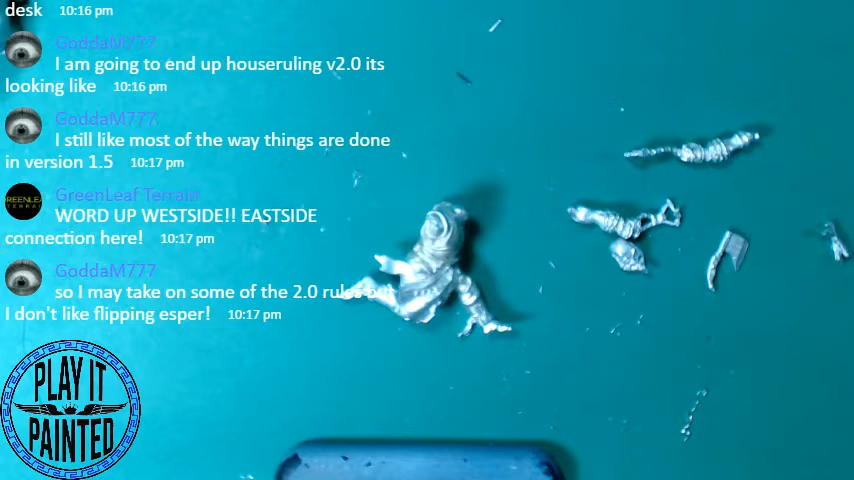 desk 10:16 pm
GoddaM777
I am going to end up houseruling v2.0 its
looking like 10:16 pm
GoddaM777
I still like most of the way things are done
in version 1.5 10:17 pm
GreenLeaf Terrain
WORD UP WESTSIDE!! EASTSIDE
connection here! 10:17 pm
GoddaM777
so I may take on some of the 2.0 rules but
I don't like flipping esper! 10:17 pm
PLAY IT
PAINTED